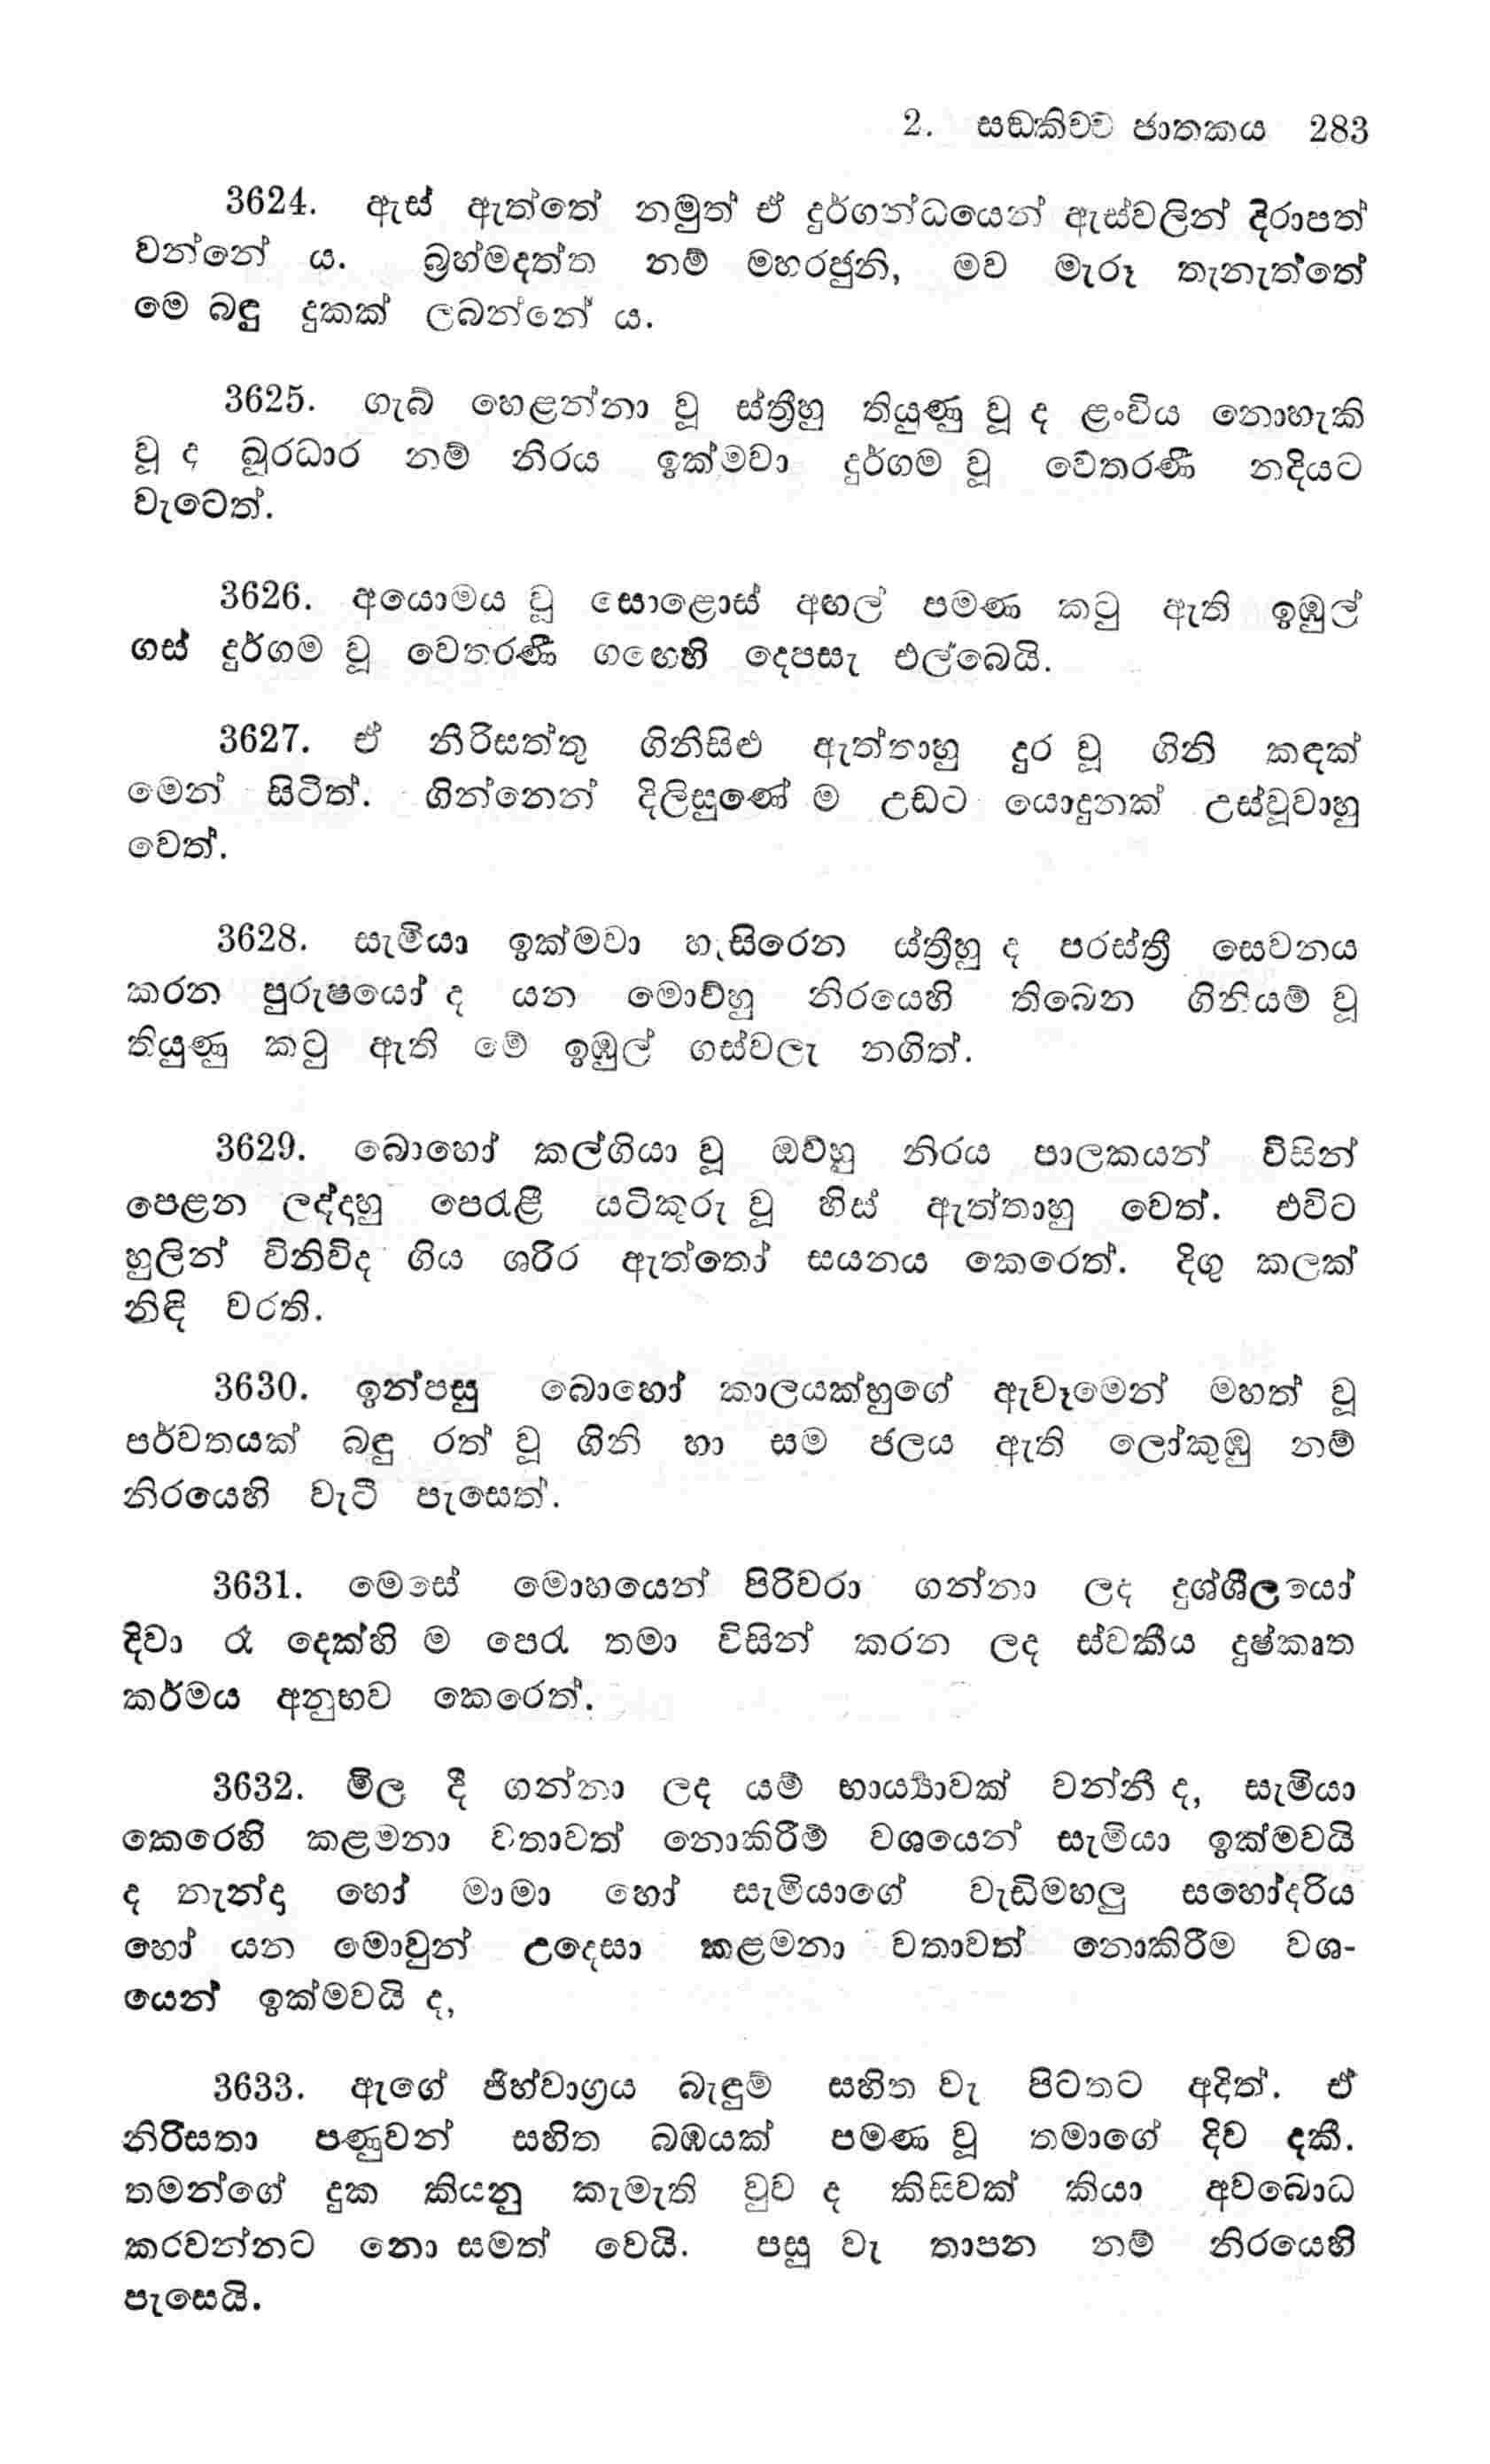 2. සඞකිච්ච ජාතකය 283
3624. ඇස් ඇත්තේ නමුත් ඒ දුර්ගන්ධයෙන් ඇස්වලින් දිරාපත්
වන්නේ ය. බ්‍රහ්මදත්ත නම් මහරජුනි, මව මැරූ තැනැත්තේ
මෙ බඳු දුකක් ලබන්නේ ය.
3625. ගැබ් හෙළන්නා වූ ස්ත්‍රීහු තියුණු වූ ද ළංවිය නොහැකි
වූ ද ඛූරධාර නම් නිරය ඉක්මවා දුර්ගම වූ වේතරණී නදියට
වැටෙත්.
3626. අයොමය වූ සොළොස් අඟල් පමණ කටු ඇති ඉඹුල්
ගස් දුර්ගම වූ වෙතරණී ගඟෙහි දෙපසැ එල්බෙයි.
3627. ඒ නිරිසත්තු ගිනිසිළු ඇත්තාහු දුර වූ ගිනි කඳක්
මෙන් සිටිත්. ගින්නෙන් දිලිසුණේ ම උඩට යොදුනක් උස්වූවාහු
වෙත්.
3628. සැමියා ඉක්මවා හැසිරෙන ස්ත්‍රීහු ද පරස්ත්‍රී සෙවනය
කරන පුරුෂයෝ ද යන මොව්හු නිරයෙහි තිබෙන ගිනියම් වූ
තියුණු කටු ඇති මේ ඉඹුල් ගස්වලැ නගිත්.
3629. බොහෝ කල්ගියා වූ ඔව්හු නිරය පාලකයන් විසින්
පෙළන ලද්දාහු පෙරැළී යටිකුරු වූ හිස් ඇත්තාහු වෙත්. එවිට
හුලින් විනිවිද ගිය ශරීර ඇත්තෝ සයනය කෙරෙත්. දිගු කලක්
නිඳි වරති.
3630. ඉන්පසු බොහෝ කාලයක්හුගේ ඇවෑමෙන් මහත් වූ
පර්වතයක් බඳු රත් වූ ගිනි හා සම ජලය ඇති ලෝකුඹු නම්
නිරයෙහි වැටී පැසෙත්.
3631. මෙසේ මොහයෙන් පිරිවරා ගන්නා ලද දුශ්ශීලයෝ
දිවා රෑ දෙක්හි ම පෙරැ තමා විසින් කරන ලද ස්වකීය දුෂ්කෘත
කර්මය අනුභව කෙරෙත්.
3632. මිල දී ගන්නා ලද යම් භාර්‍ය්‍යාවක් වන්නී ද, සැමියා
කෙරෙහි කළමනා වතාවත් නොකිරීම් වශයෙන් සැමියා ඉක්මවයි
ද නැන්දා හෝ මාමා හෝ සැමියාගේ වැඩිමහලු සහෝදරිය
හෝ යන මොවුන් උදෙසා කළමනා වතාවත් නොකිරීම වශ-
යෙන් ඉක්මවයි ද,
3633. ඇගේ ජිහ්වාග්‍රය බැඳුම් සහිත වැ පිටතට අදිත්. ඒ
නිරිසතා පණුවන් සහිත බඹයක් පමණ වූ තමාගේ දිව දකී.
තමන්ගේ දුක කියනු කැමැති වුව ද කිසිවක් කියා අවබොධ
කරවන්නට නො සමත් වෙයි. පසු වැ තාපන නම් නිරයෙහි
පැසෙයි.